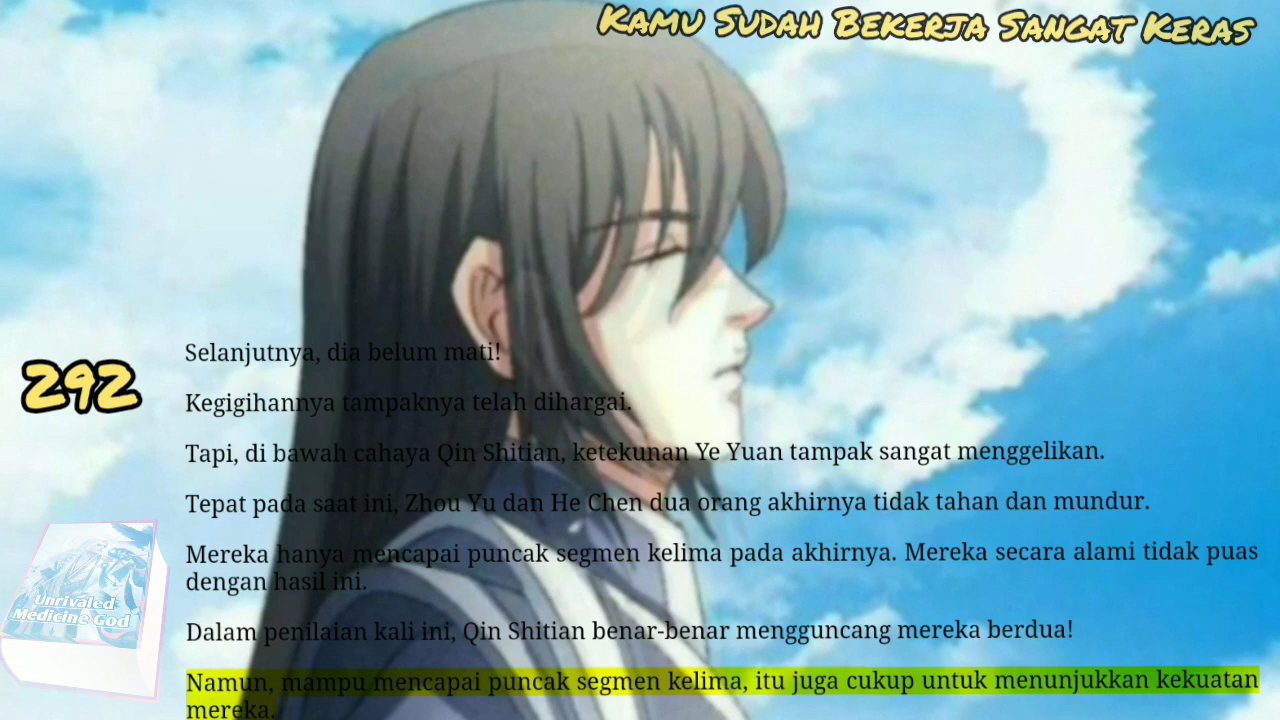 Kamu Sudah Bekerja Sangat Keras
Selanjutnya, dia belum mati!
292
Kegigihannya tampaknya telah dihargai.
Tapi, di bawah cahaya Qin Shitian, ketekunan Ye Yuan tampak sangat menggelikan.
Tepat pada saat ini, Zhou Yu dan He Chen dua orang akhirnya tidak tahan dan mundur.
Mereka hanya mencapai puncak segmen kelima pada akhirnya. Mereka secara alami tidak puas
dengan hasil ini.
Unrivaled
Medicine God
Dalam penilaian kali ini, Qin Shitian benar-benar mengguncang mereka berdua!
Namun, mampu mencapai puncak segmen kelima, itu juga cukup untuk menunjukkan kekuatan
mereka.